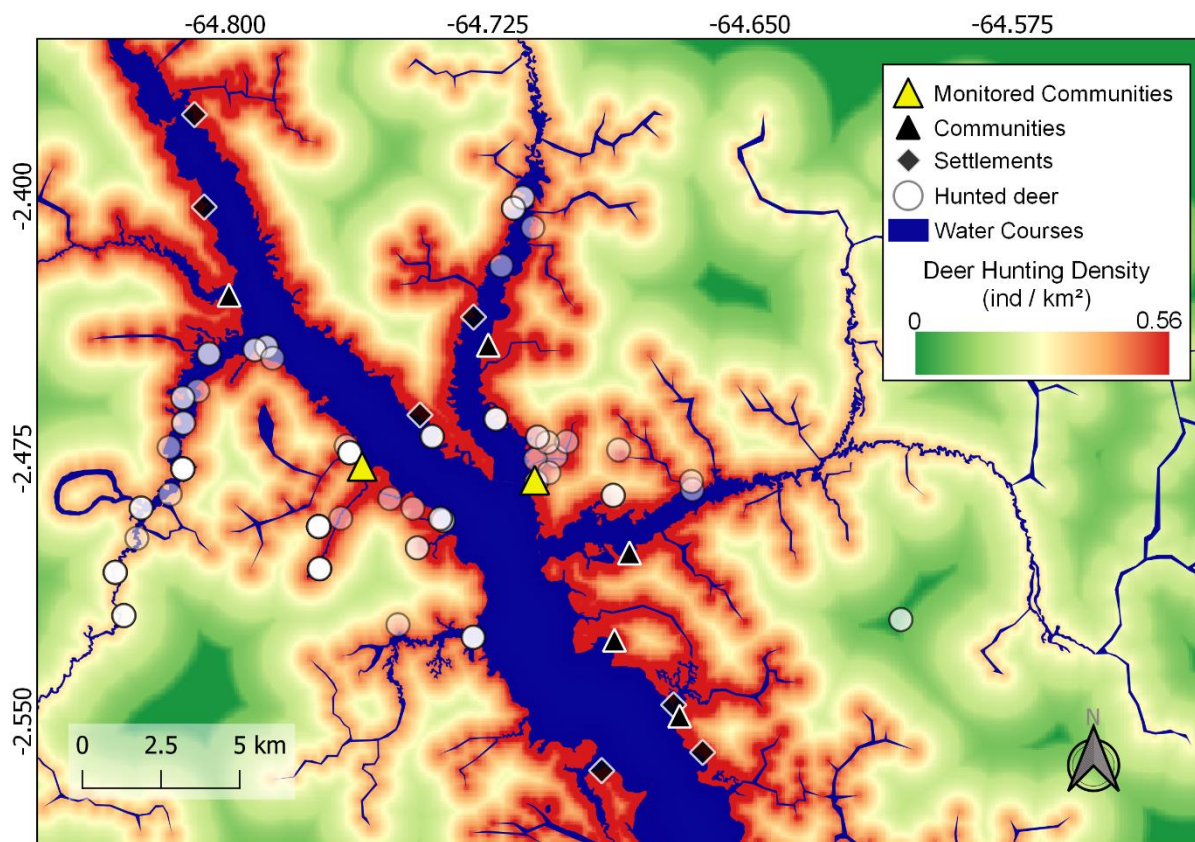 -64.800 -64.725 -64.650 -64.575
-2.400
-2.475
-2.550
Monitored Communities
Communities
Settlements
Hunted deer
Water Courses
Deer Hunting Density
(ind / km²)
0 0.56
0 2.5 5 km
N